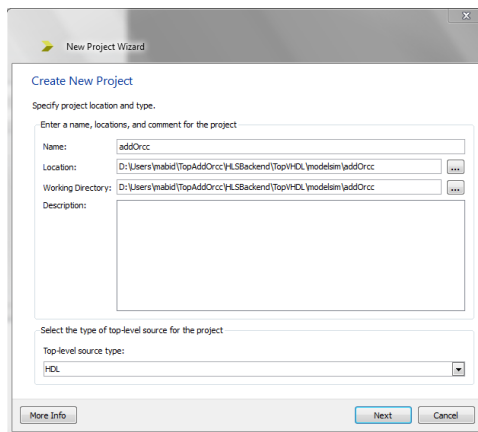 New Project Wizard
Create New Project
Specify project location and type.
Enter a name, locations, and comment for the project
Name: addOrcc
Location: D:\Users\mabid\TopAddOrcc\HLSBackend\TopVHDL\modelsim\addOrcc ...
Working Directory: D:\Users\mabid\TopAddOrcc\HLSBackend\TopVHDL\modelsim\addOrcc ...
Description:
Select the type of top-level source for the project
Top-level source type:
HDL
More Info Next Cancel